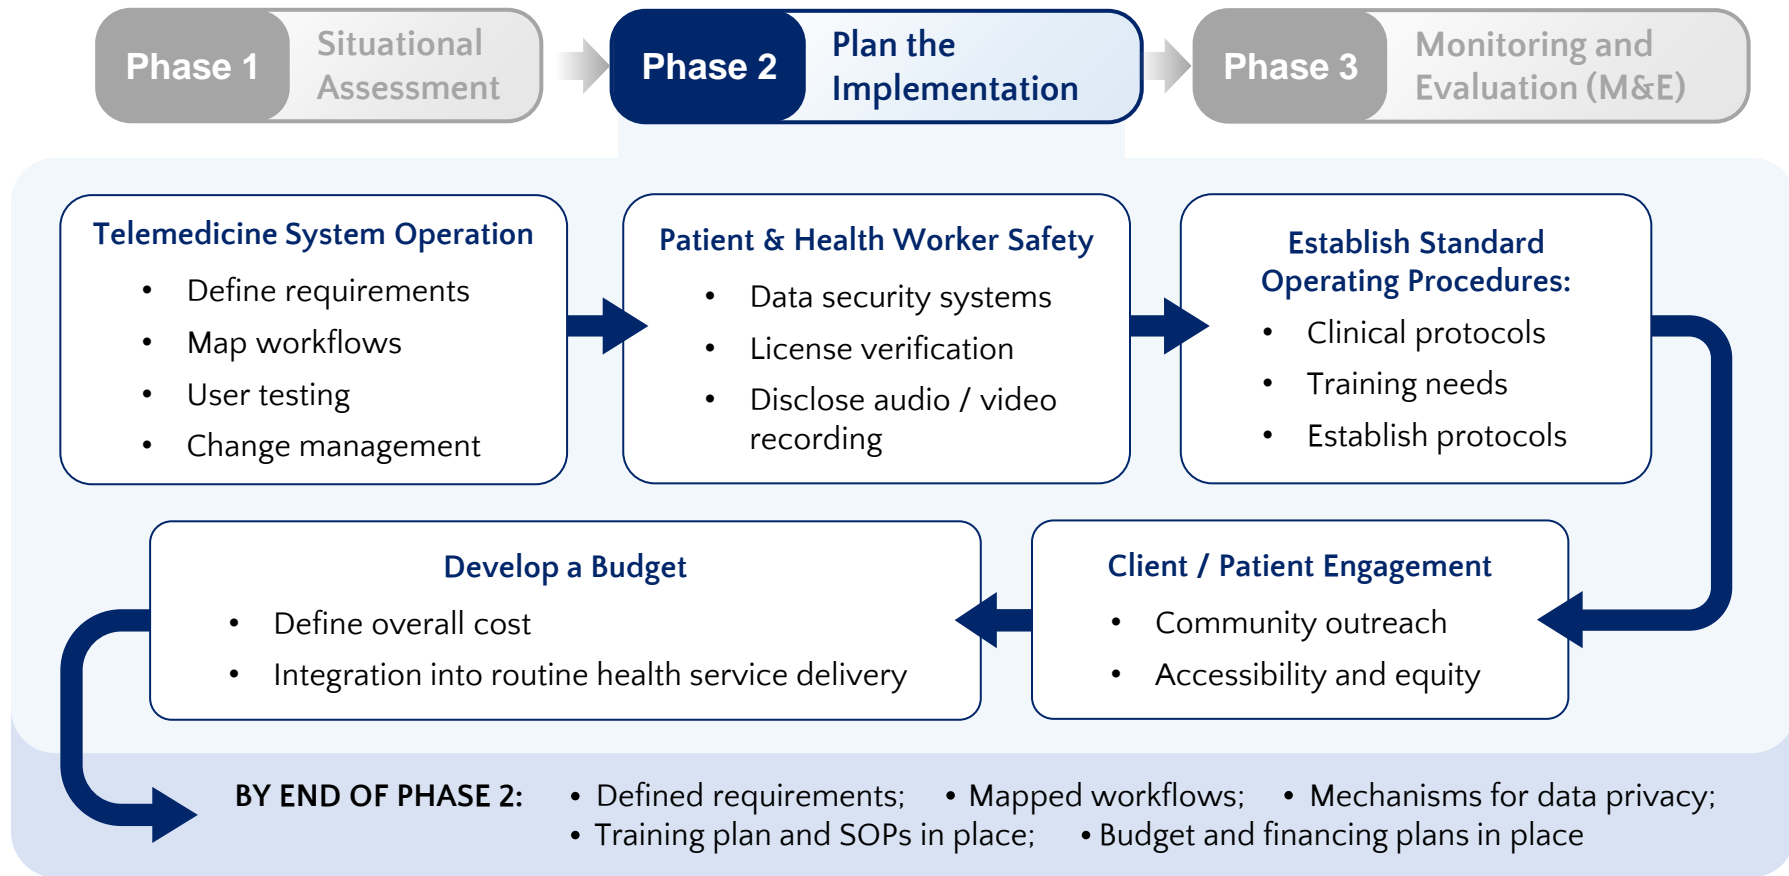 Phase 1
Situational
Assessment
Phase 2
Plan the
Implementation
Phase 3
Monitoring and
Evaluation (M&E)
Telemedicine System Operation
• Define requirements
• Map workflows
• User testing
• Change management
Patient & Health Worker Safety
• Data security systems
• License verification
• Disclose audio / video
recording
Establish Standard
Operating Procedures:
• Clinical protocols
• Training needs
• Establish protocols
Client / Patient Engagement
• Community outreach
• Accessibility and equity
Develop a Budget
• Define overall cost
• Integration into routine health service delivery
BY END OF PHASE 2: • Defined requirements; • Mapped workflows; • Mechanisms for data privacy;
• Training plan and SOPs in place; • Budget and financing plans in place